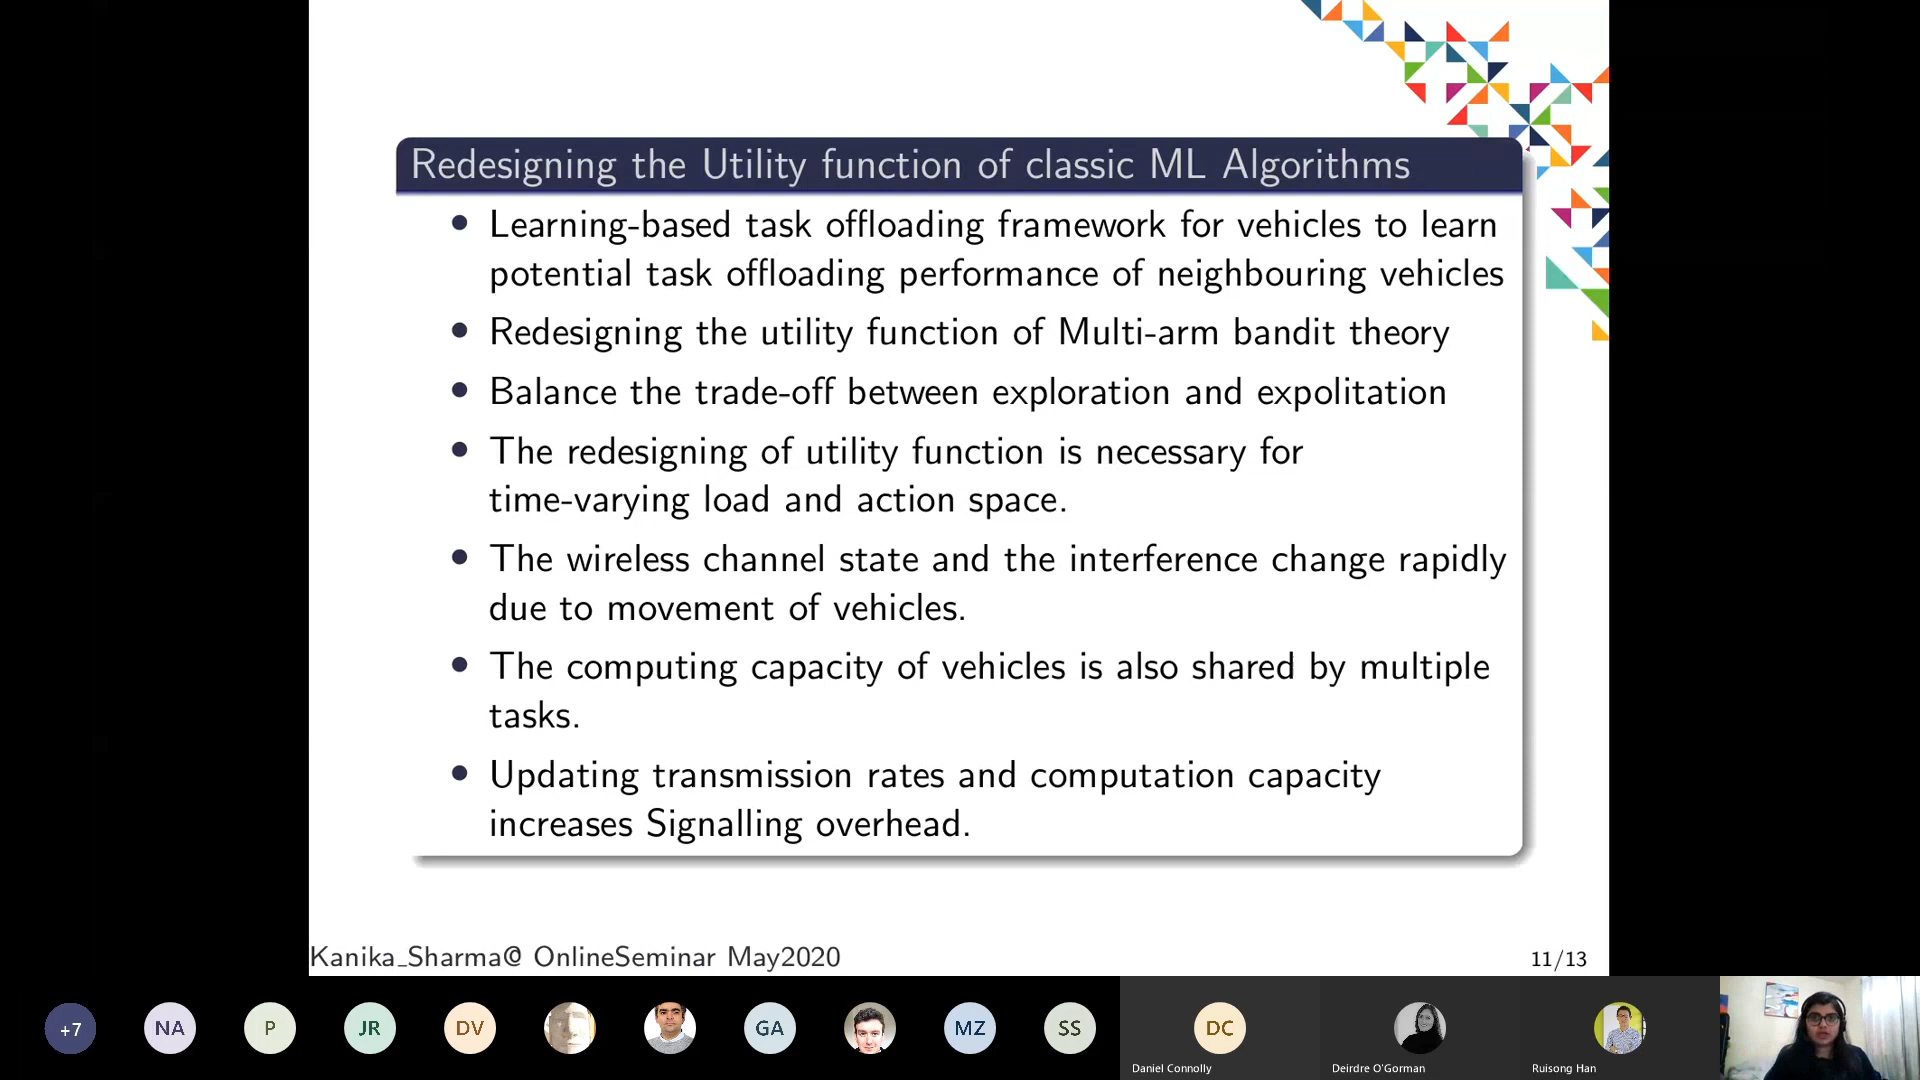 Redesigning the Utility function of classic ML Algorithms
• Learning-based task offloading framework for vehicles to learn
potential task offloading performance of neighbouring vehicles
• Redesigning the utility function of Multi-arm bandit theory
• Balance the trade-off between exploration and expolitation
• The redesigning of utility function is necessary for
time-varying load and action space.
• The wireless channel state and the interference change rapidly
due to movement of vehicles.
• The computing capacity of vehicles is also shared by multiple
tasks.
• Updating transmission rates and computation capacity
increases Signalling overhead.
Kanika_Sharma@ OnlineSeminar May2020
11/13
+7
NA
P
JR
DV
GA
MZ
SS
DC
Daniel Connolly
Deirdre O'Gorman
Ruisong Han